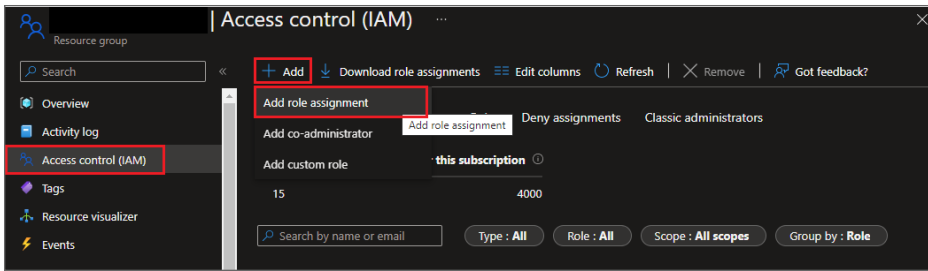 | Access control (IAM) ...
Resource group
Search
«
+ Add
Download role assignments
Edit columns
Refresh
Remove
Got feedback?
Overview
Activity log
Access control (IAM)
Tags
Resource visualizer
Events
Add role assignment
Add co-administrator
Add custom role
Add role assignment
Deny assignments
Classic administrators
this subscription
15
4000
Search by name or email
Type : All
Role : All
Scope : All scopes
Group by : Role